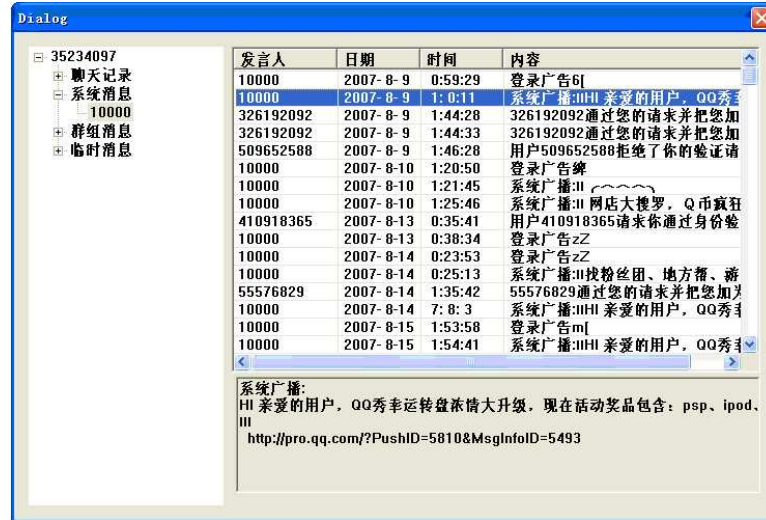 Dialog
35234097
聊天记录
系统消息
10000
群组消息
临时消息
发言人 日期 时间 内容
10000 2007- 8- 9 0:59:29 登录广告6[
10000 2007- 8- 9 1: 0:11 系统广播:IIHI 亲爱的用户，QQ秀幸
326192092 2007- 8- 9 1:44:28 326192092通过您的请求并把您加
326192092 2007- 8- 9 1:44:33 326192092通过您的请求并把您加
509652588 2007- 8- 9 1:46:28 用户509652588拒绝了你的验证请
10000 2007- 8-10 1:20:50 登录广告缂
10000 2007- 8-10 1:21:45 系统广播:II ╭︿︿︿╮
10000 2007- 8-10 1:25:46 系统广播:II 网店大搜罗，Q币疯狂
410918365 2007- 8-13 0:35:41 用户410918365请求你通过身份验
10000 2007- 8-13 0:38:34 登录广告zZ
10000 2007- 8-14 0:23:53 登录广告zZ
10000 2007- 8-14 0:25:13 系统广播:II找粉丝团、地方帮、游
55576829 2007- 8-14 1:35:42 55576829通过您的请求并把您加为
10000 2007- 8-14 7: 8: 3 系统广播:IIHI 亲爱的用户，QQ秀幸
10000 2007- 8-15 1:53:58 登录广告m[
10000 2007- 8-15 1:54:41 系统广播:IIHI 亲爱的用户，QQ秀幸
系统广播:
HI 亲爱的用户，QQ秀幸运转盘浓情大升级，现在活动奖品包含：psp、ipod、
III
http://pro.qq.com/?PushID=5810&MsgInfoID=5493